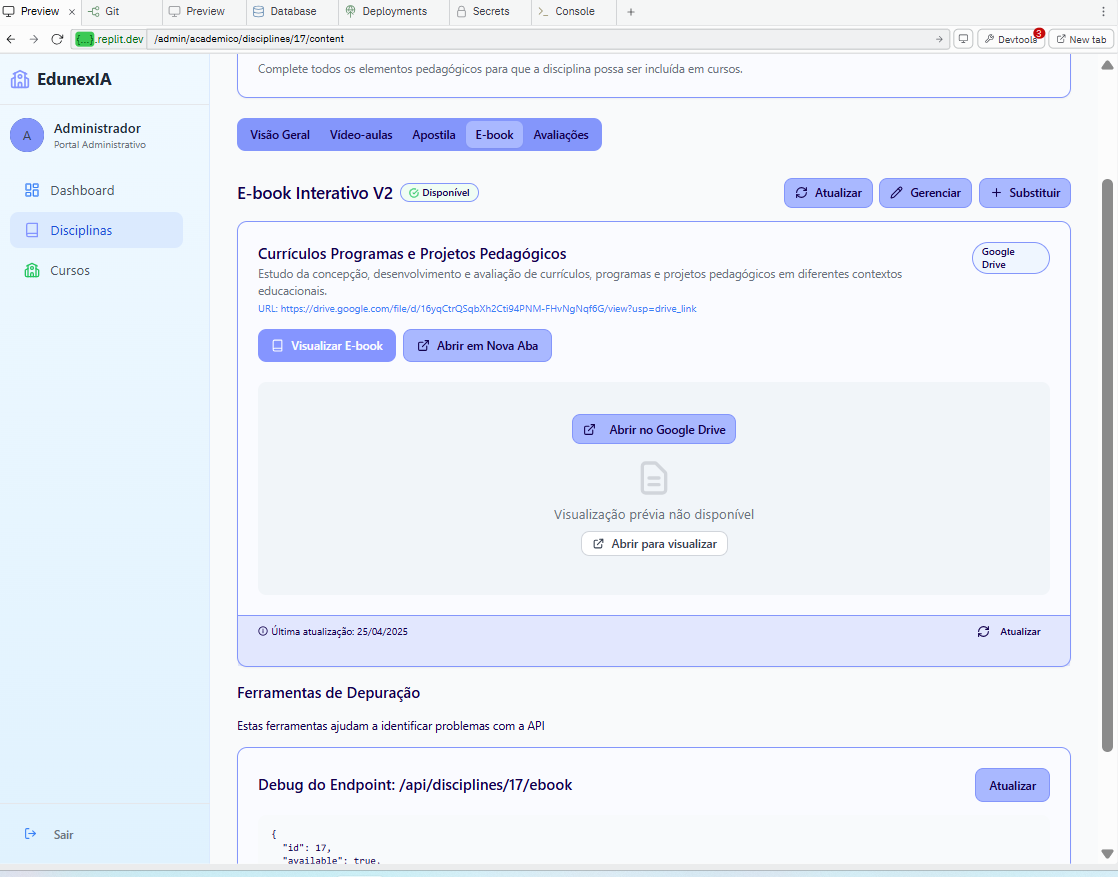 Preview
Git
Preview
Database
Deployments
Secrets
Console
{...}.replit.dev
/admin/academico/disciplines/17/content
Devtools
3
New tab
EdunexIA
A
Administrador
Portal Administrativo
Dashboard
Disciplinas
Cursos
Sair
Complete todos os elementos pedagógicos para que a disciplina possa ser incluída em cursos.
Visão Geral
Vídeo-aulas
Apostila
E-book
Avaliações
E-book Interativo V2
Disponível
Atualizar
Gerenciar
Substituir
Currículos Programas e Projetos Pedagógicos
Google
Drive
Estudo da concepção, desenvolvimento e avaliação de currículos, programas e projetos pedagógicos em diferentes contextos
educacionais.
URL: https://drive.google.com/file/d/16yqCtrQSqbXh2Cti94PNM-FHvNgNqf6G/view?usp=drive_link
Visualizar E-book
Abrir em Nova Aba
Abrir no Google Drive
Visualização prévia não disponível
Abrir para visualizar
Última atualização: 25/04/2025
Atualizar
Ferramentas de Depuração
Estas ferramentas ajudam a identificar problemas com a API
Debug do Endpoint: /api/disciplines/17/ebook
Atualizar
{
"id": 17,
"available": true,